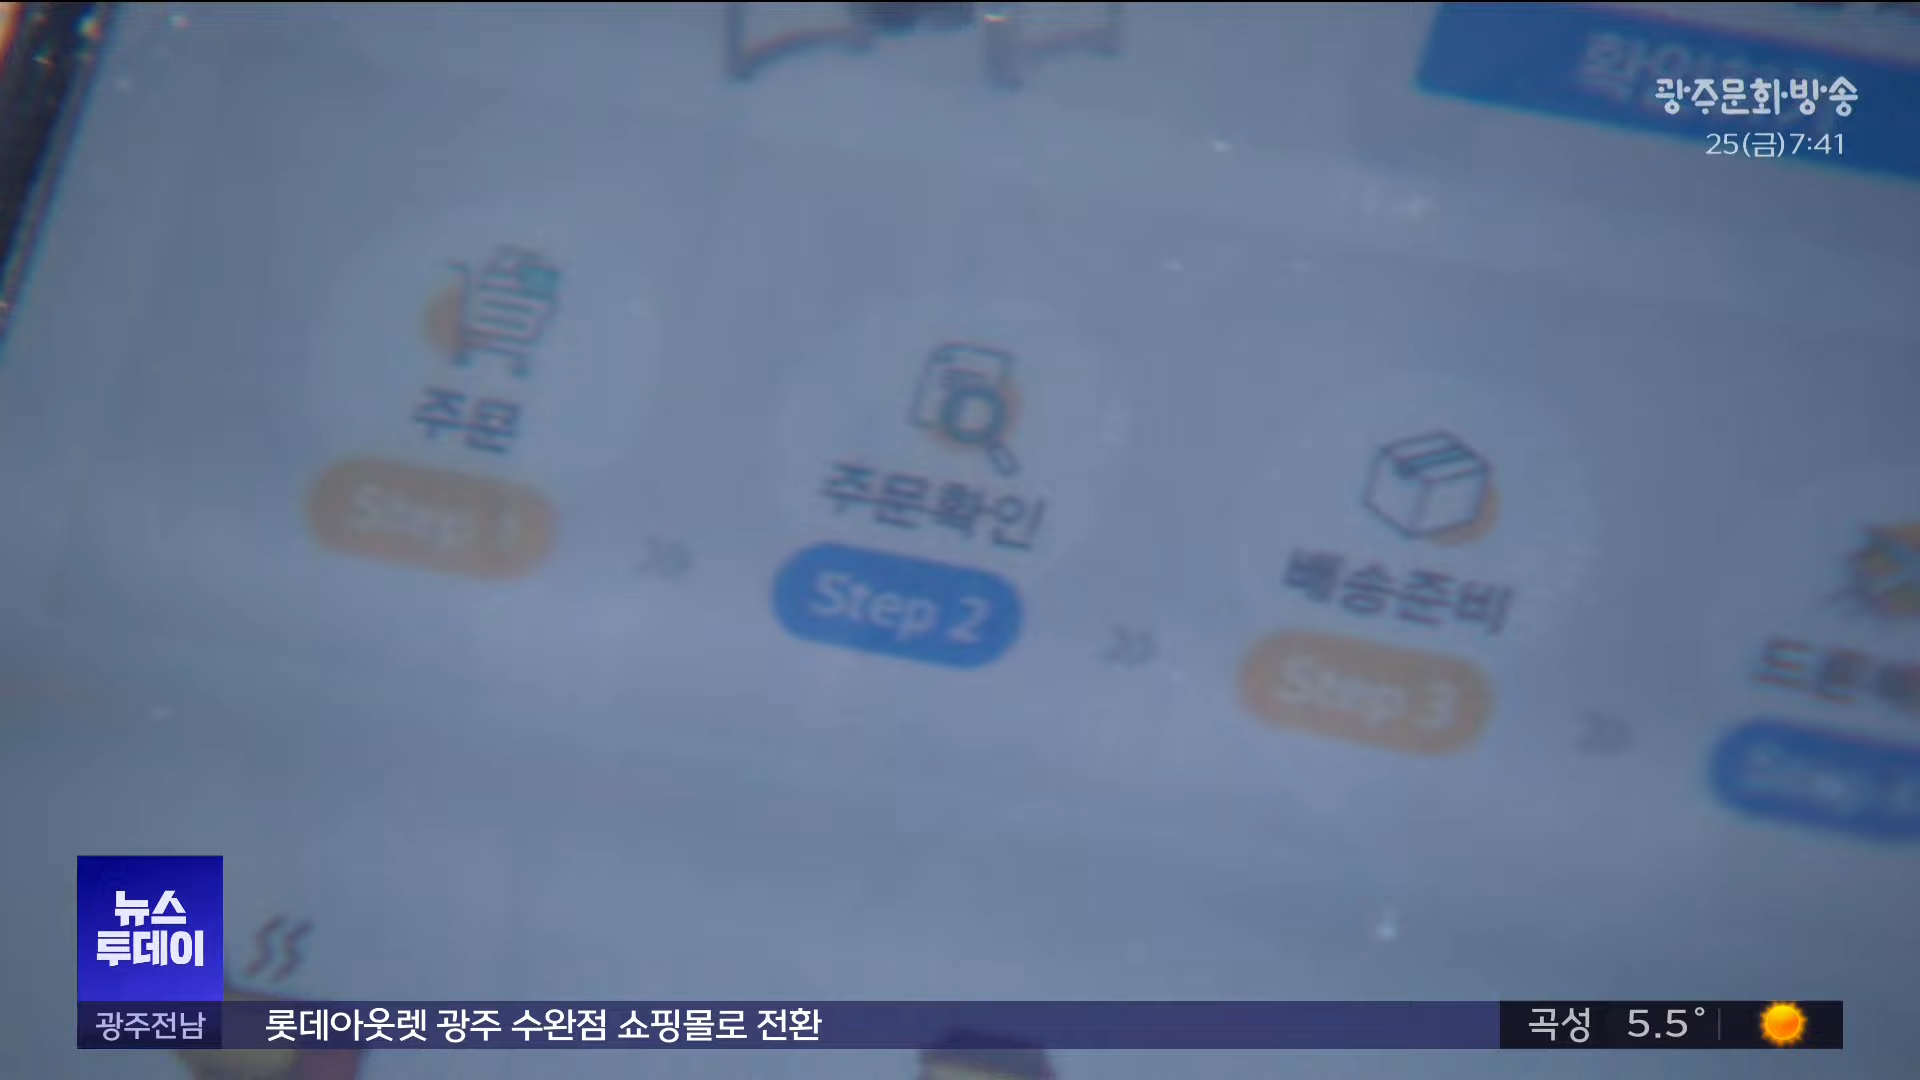 광주문화방송
25(금)7:41
주문
Step 1
주문확인
Step 2
배송준비
Step 3
뉴스
투데이
광주전남
롯데아웃렛 광주 수완점 쇼핑몰로 전환
곡성 5.5°